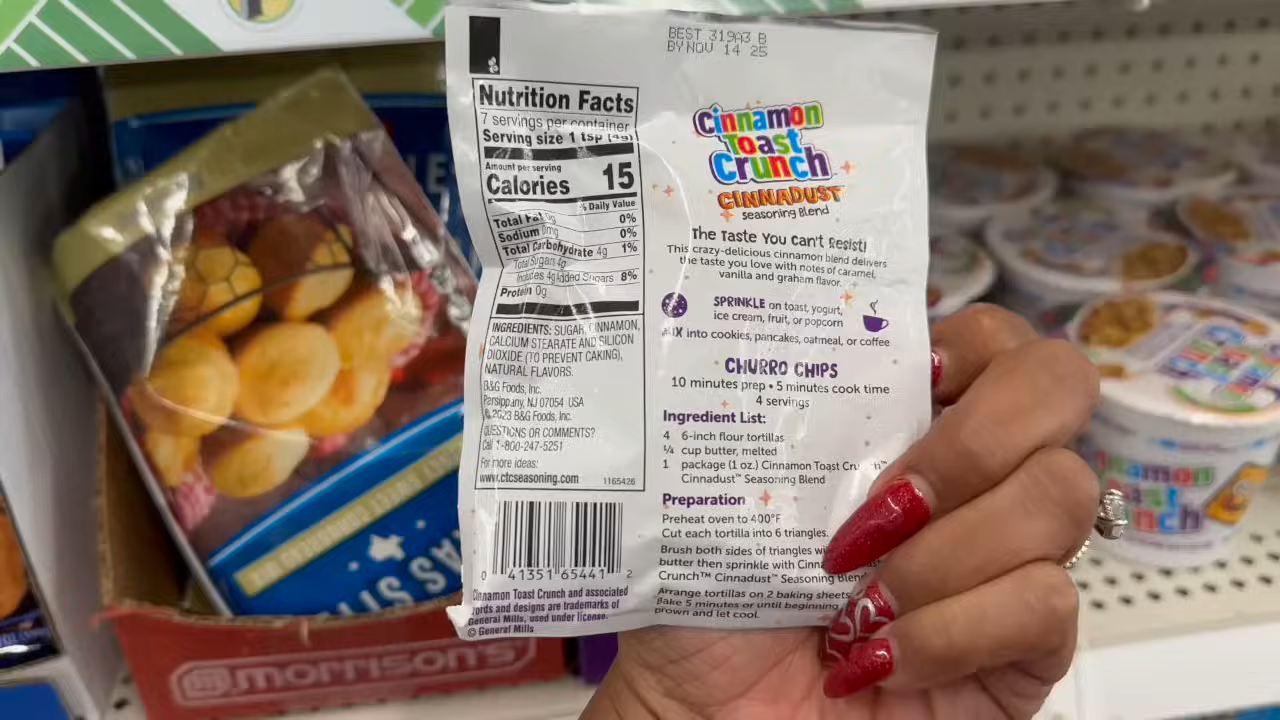 BEST 319A3 B
BY NOV 14 25
Nutrition Facts
7 servings per container
Serving size 1 tsp (4g)
Amount per serving
Calories 15
% Daily Value
Total Fat 0g 0%
Sodium 0mg 0%
Total Carbohydrate 4g 1%
Total Sugars 4g
Includes 4g Added Sugars 8%
Protein 0g
INGREDIENTS: SUGAR, CINNAMON,
CALCIUM STEARATE AND SILICON
DIOXIDE (TO PREVENT CAKING),
NATURAL FLAVORS.
B&G Foods, Inc.
Parsippany, NJ 07054 USA
© 2023 B&G Foods, Inc.
QUESTIONS OR COMMENTS?
Call 1-800-247-5251
For more ideas:
www.ctcseasoning.com 1165426
0 41351 65441 2
Cinnamon Toast Crunch and associated
words and designs are trademarks of
General Mills, used under license.
© General Mills
Cinnamon
Toast
Crunch
CINNADUST
Seasoning Blend
The Taste You Can't Resist!
This crazy-delicious cinnamon blend delivers
the taste you love with notes of caramel,
vanilla and graham flavor.
SPRINKLE on toast, yogurt,
ice cream, fruit, or popcorn
MIX into cookies, pancakes, oatmeal, or coffee
CHURRO CHIPS
10 minutes prep • 5 minutes cook time
4 servings
Ingredient List:
4 6-inch flour tortillas
¼ cup butter, melted
1 package (1 oz.) Cinnamon Toast Crunch™
Cinnadust™ Seasoning Blend
Preparation
Preheat oven to 400°F
Cut each tortilla into 6 triangles.
Brush both sides of triangles
butter then sprinkle with
Crunch™ Cinnadust™ Seasoning Blend
Arrange tortillas on 2 baking sheets
Bake 5 minutes or until beginning
brown and let cool.
morrison's